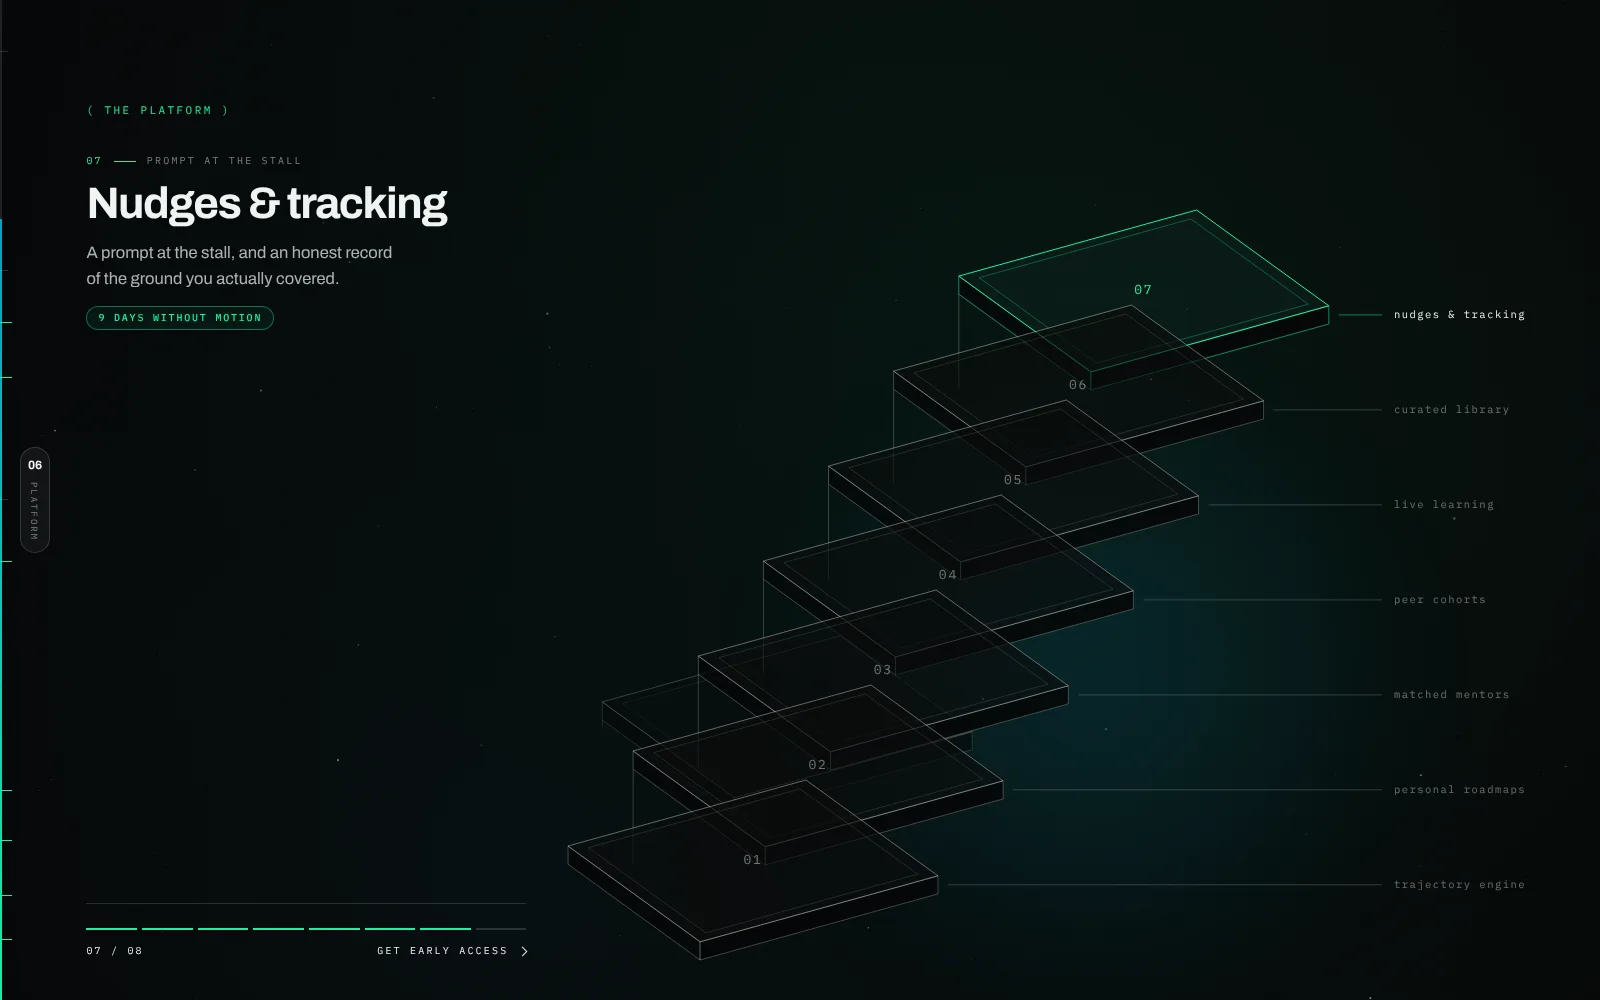 ( THE PLATFORM )
07 PROMPT AT THE STALL
Nudges & tracking
A prompt at the stall, and an honest record
of the ground you actually covered.
9 DAYS WITHOUT MOTION
06
PLATFORM
07
nudges & tracking
06
curated library
05
live learning
04
peer cohorts
03
matched mentors
02
personal roadmaps
01
trajectory engine
07 / 08
GET EARLY ACCESS